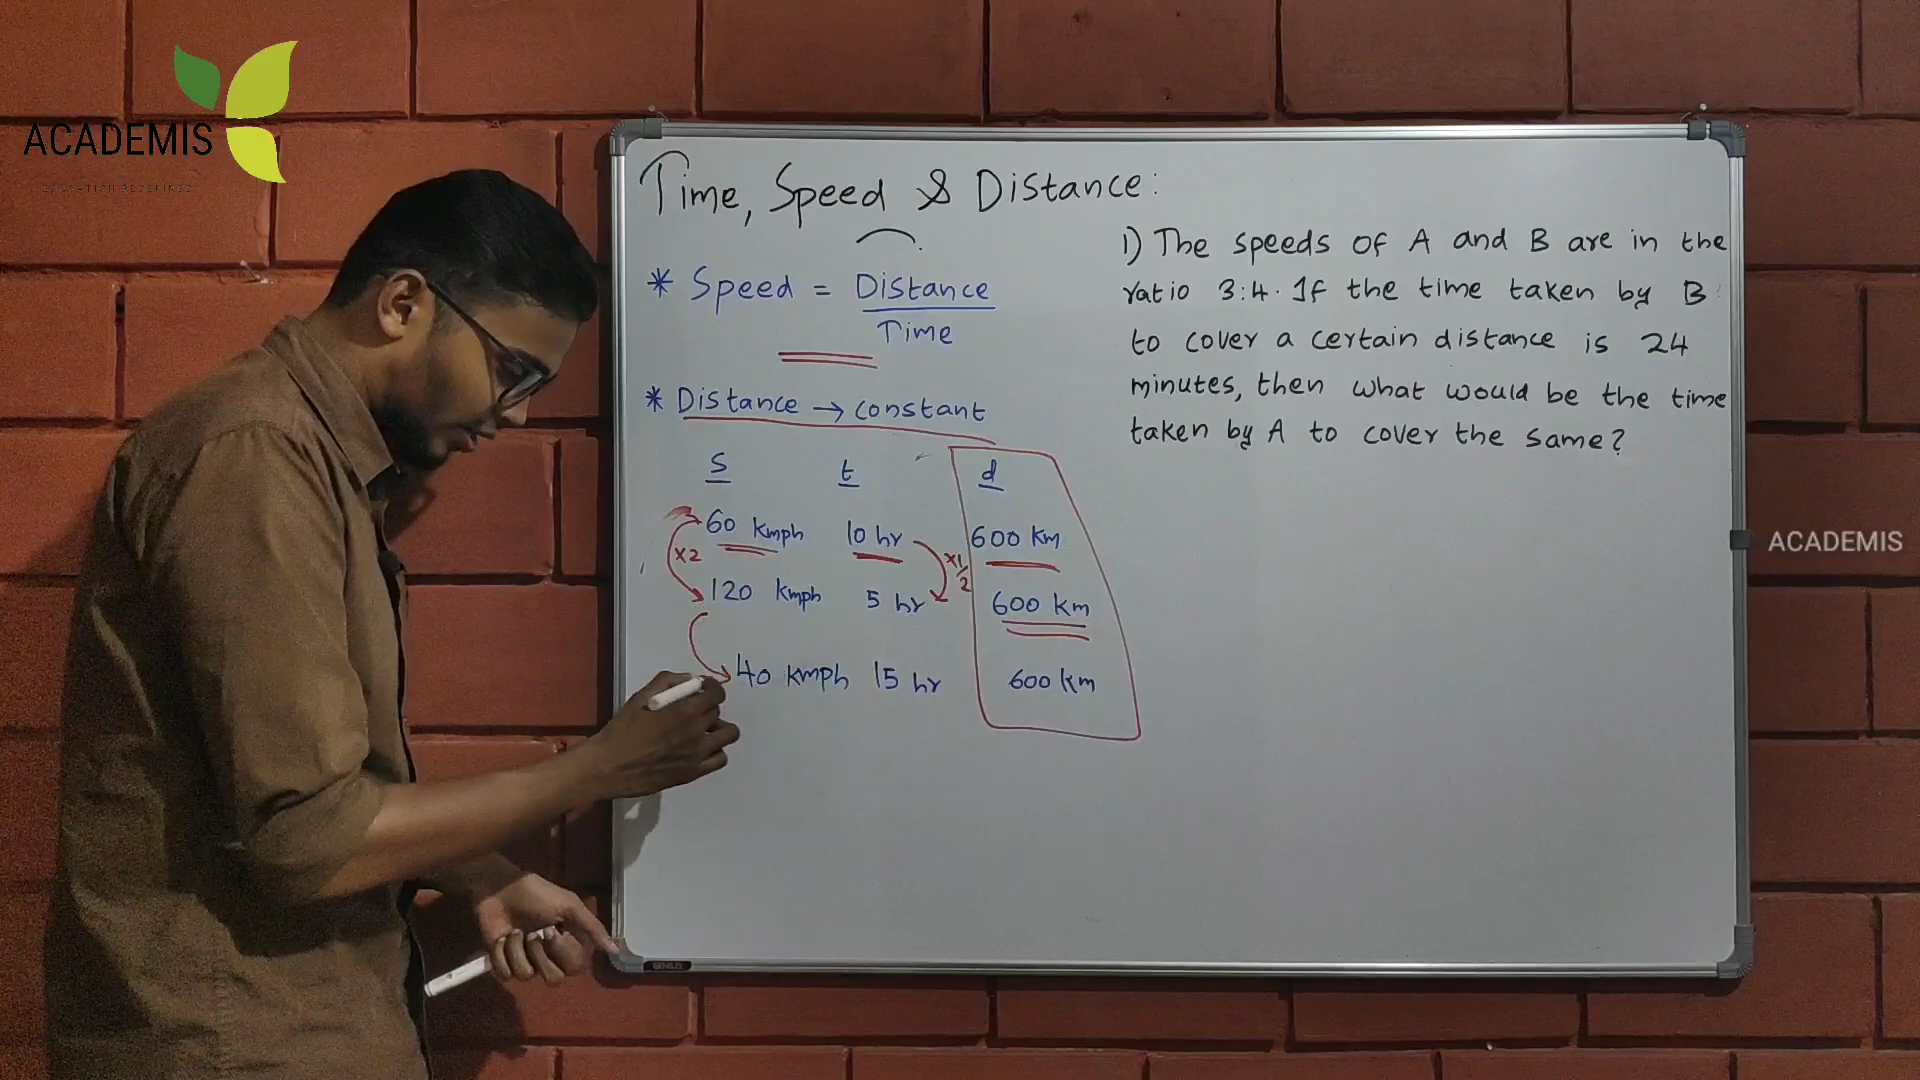 ACADEMIS
EDUCATION REDEFINED
Time, Speed & Distance:
* Speed = Distance
Time
* Distance → constant
s t d
60 Kmph 10 hr 600 Km
x2 x1/2
120 Kmph 5 hr 600 Km
40 kmph 15 hr 600 km
1) The speeds of A and B are in the
ratio 3:4. If the time taken by B
to cover a certain distance is 24
minutes, then what would be the time
taken by A to cover the same?
ACADEMIS
GENIUS